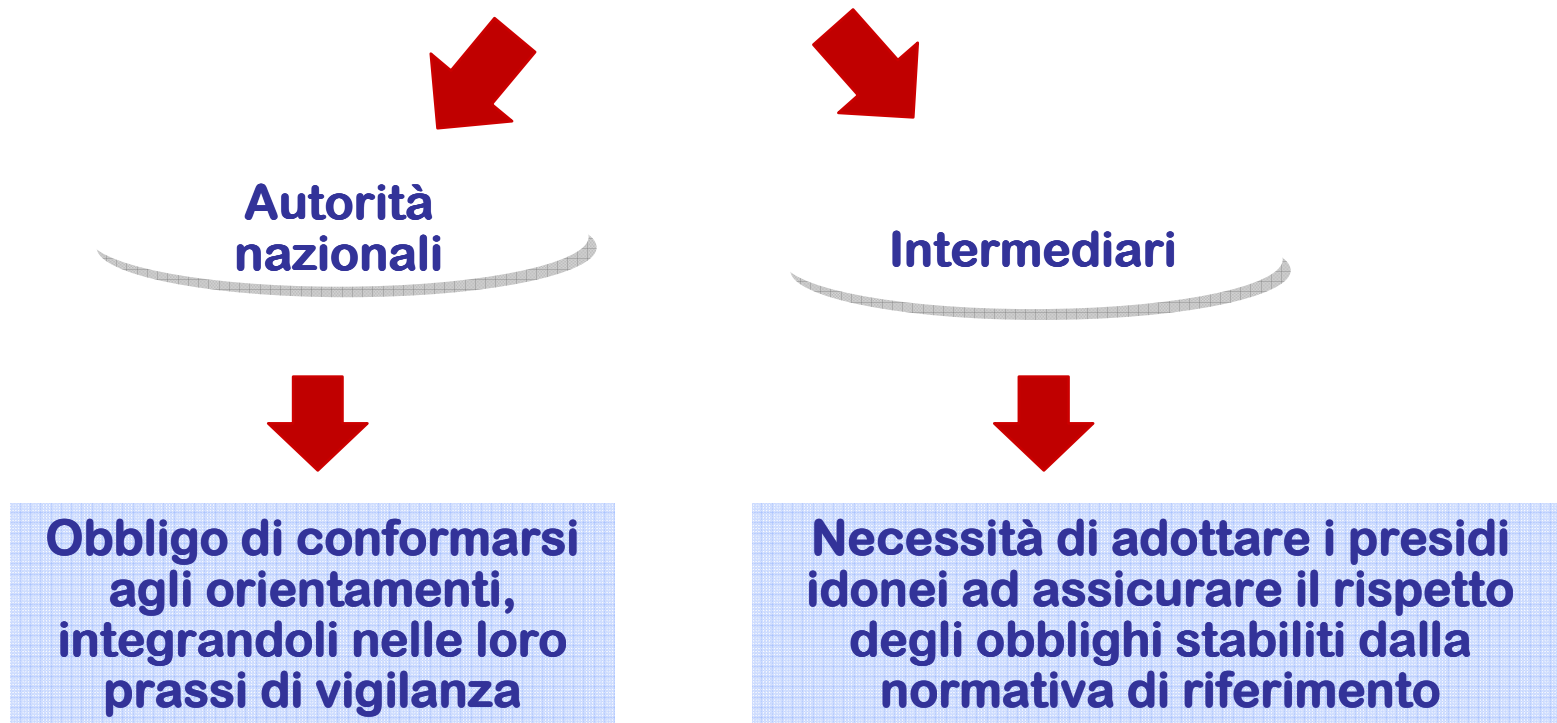 Autorità
nazionali
Intermediari
Obbligo di conformarsi
agli orientamenti,
integrandoli nelle loro
prassi di vigilanza
Necessità di adottare i presidi
idonei ad assicurare il rispetto
degli obblighi stabiliti dalla
normativa di riferimento